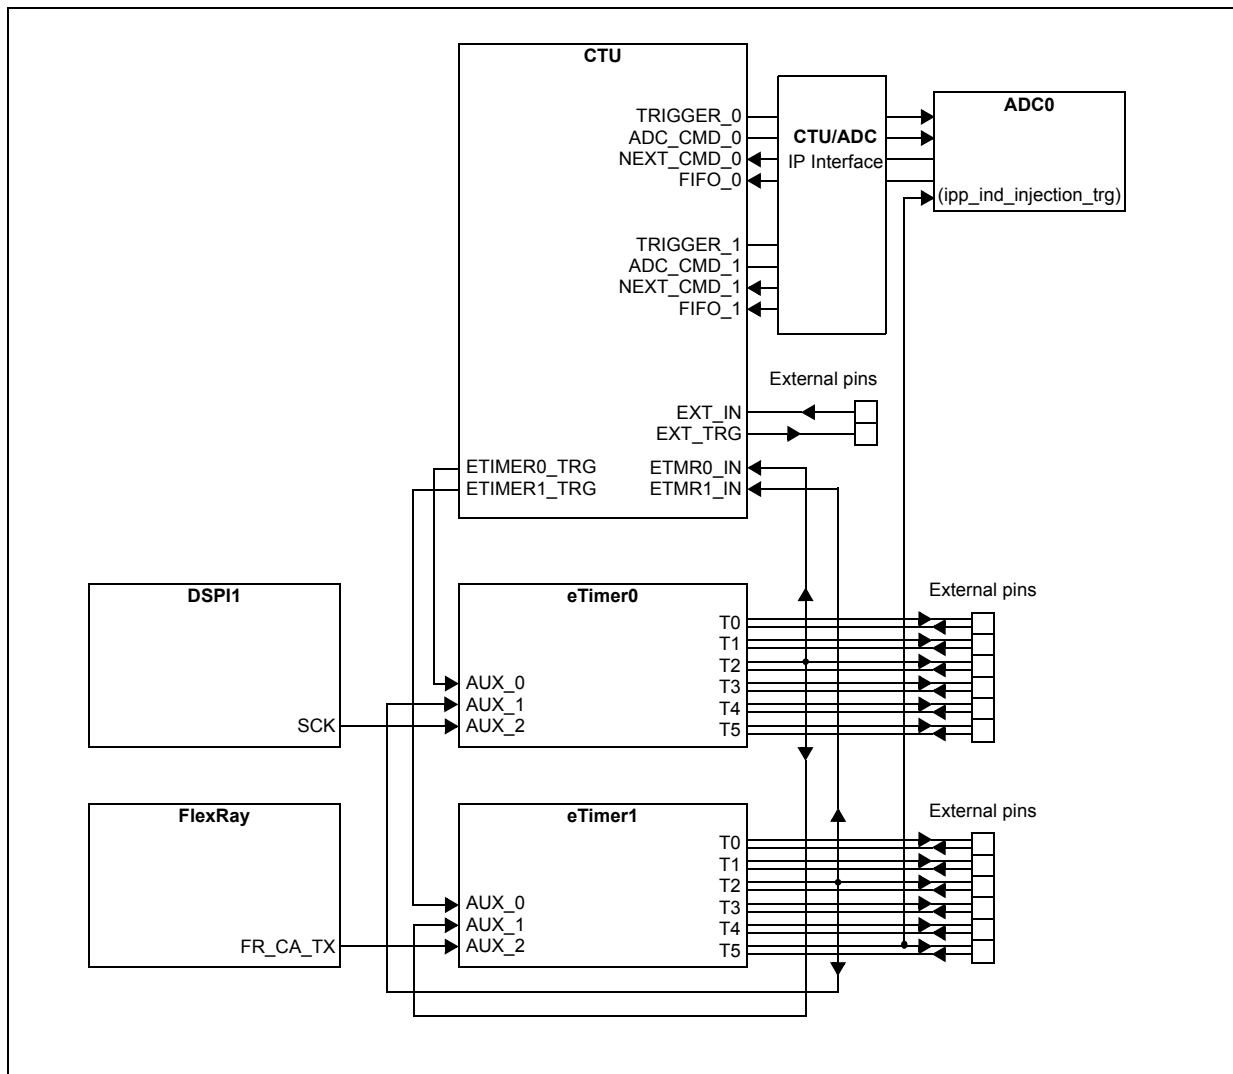 CTU
TRIGGER_0
ADC_CMD_0
NEXT_CMD_0
FIFO_0
TRIGGER_1
ADC_CMD_1
NEXT_CMD_1
FIFO_1
EXT_IN
EXT_TRG
ETIMER0_TRG
ETIMER1_TRG
ETMR0_IN
ETMR1_IN
CTU/ADC
IP Interface
ADC0
(ipp_ind_injection_trg)
External pins
DSPI1
SCK
eTimer0
AUX_0
AUX_1
AUX_2
T0
T1
T2
T3
T4
T5
External pins
FlexRay
FR_CA_TX
eTimer1
AUX_0
AUX_1
AUX_2
T0
T1
T2
T3
T4
T5
External pins